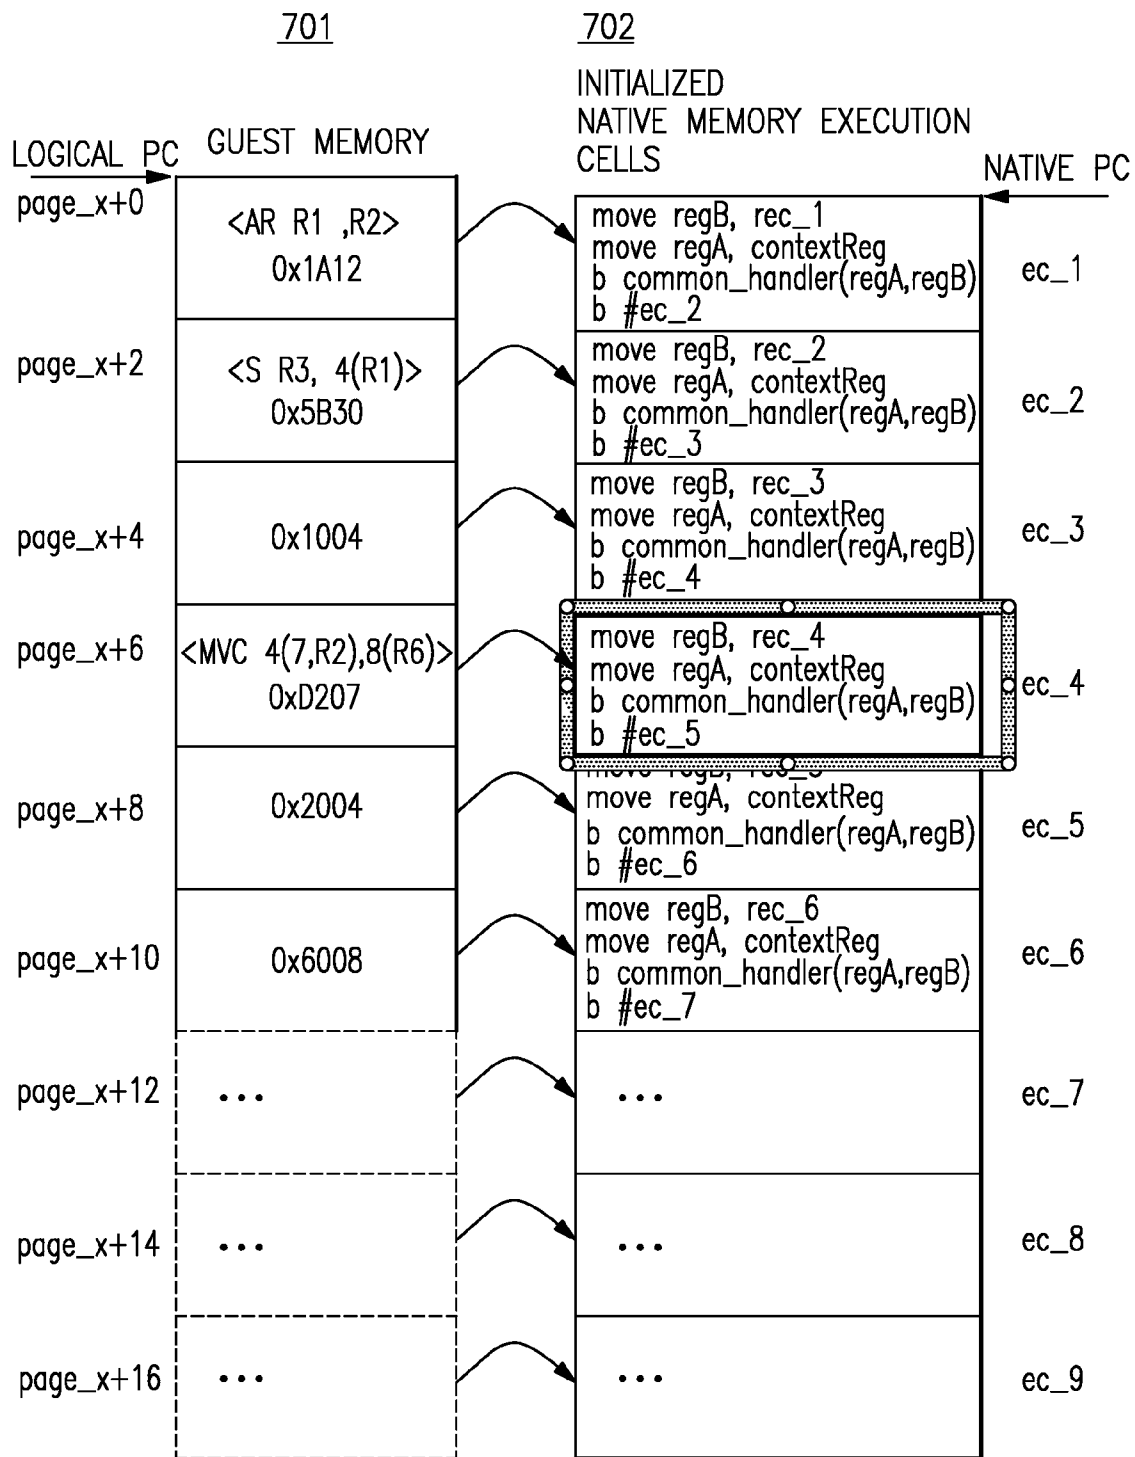 701
702
INITIALIZED
NATIVE MEMORY EXECUTION
CELLS
GUEST MEMORY
LOGICAL PC
NATIVE PC
page_x+0
<AR R1 ,R2>
0x1A12
move regB, rec_1
move regA, contextReg
b common_handler(regA,regB)
b #ec_2
ec_1
page_x+2
<S R3, 4(R1)>
0x5B30
move regB, rec_2
move regA, contextReg
b common_handler(regA,regB)
b #ec_3
ec_2
page_x+4
0x1004
move regB, rec_3
move regA, contextReg
b common_handler(regA,regB)
b #ec_4
ec_3
page_x+6
<MVC 4(7,R2),8(R6)>
0xD207
move regB, rec_4
move regA, contextReg
b common_handler(regA,regB)
b #ec_5
ec_4
page_x+8
0x2004
move regB, rec_5
move regA, contextReg
b common_handler(regA,regB)
b #ec_6
ec_5
page_x+10
0x6008
move regB, rec_6
move regA, contextReg
b common_handler(regA,regB)
b #ec_7
ec_6
page_x+12
...
...
ec_7
page_x+14
...
...
ec_8
page_x+16
...
...
ec_9